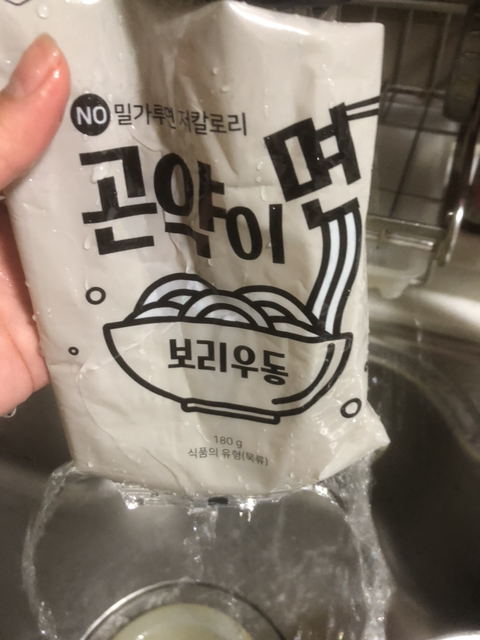 NO 밀가루면 저칼로리
곤약이면
보리우동
180 g
식품의 유형(묵류)